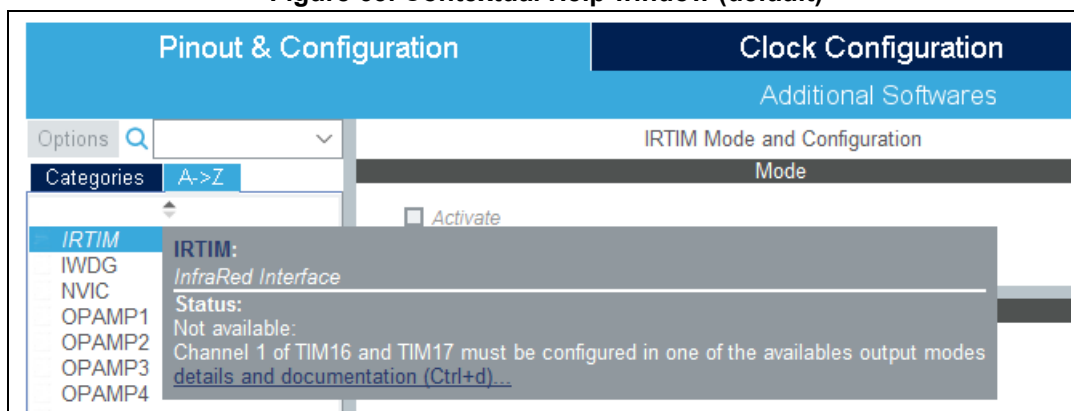 Pinout & Configuration
Clock Configuration
Additional Softwares
Options
IRTIM Mode and Configuration
Categories
A->Z
Mode
Activate
IRTIM
IWDG
NVIC
OPAMP1
OPAMP2
OPAMP3
OPAMP4
IRTIM:
InfraRed Interface
Status:
Not available:
Channel 1 of TIM16 and TIM17 must be configured in one of the availables output modes
details and documentation (Ctrl+d)...